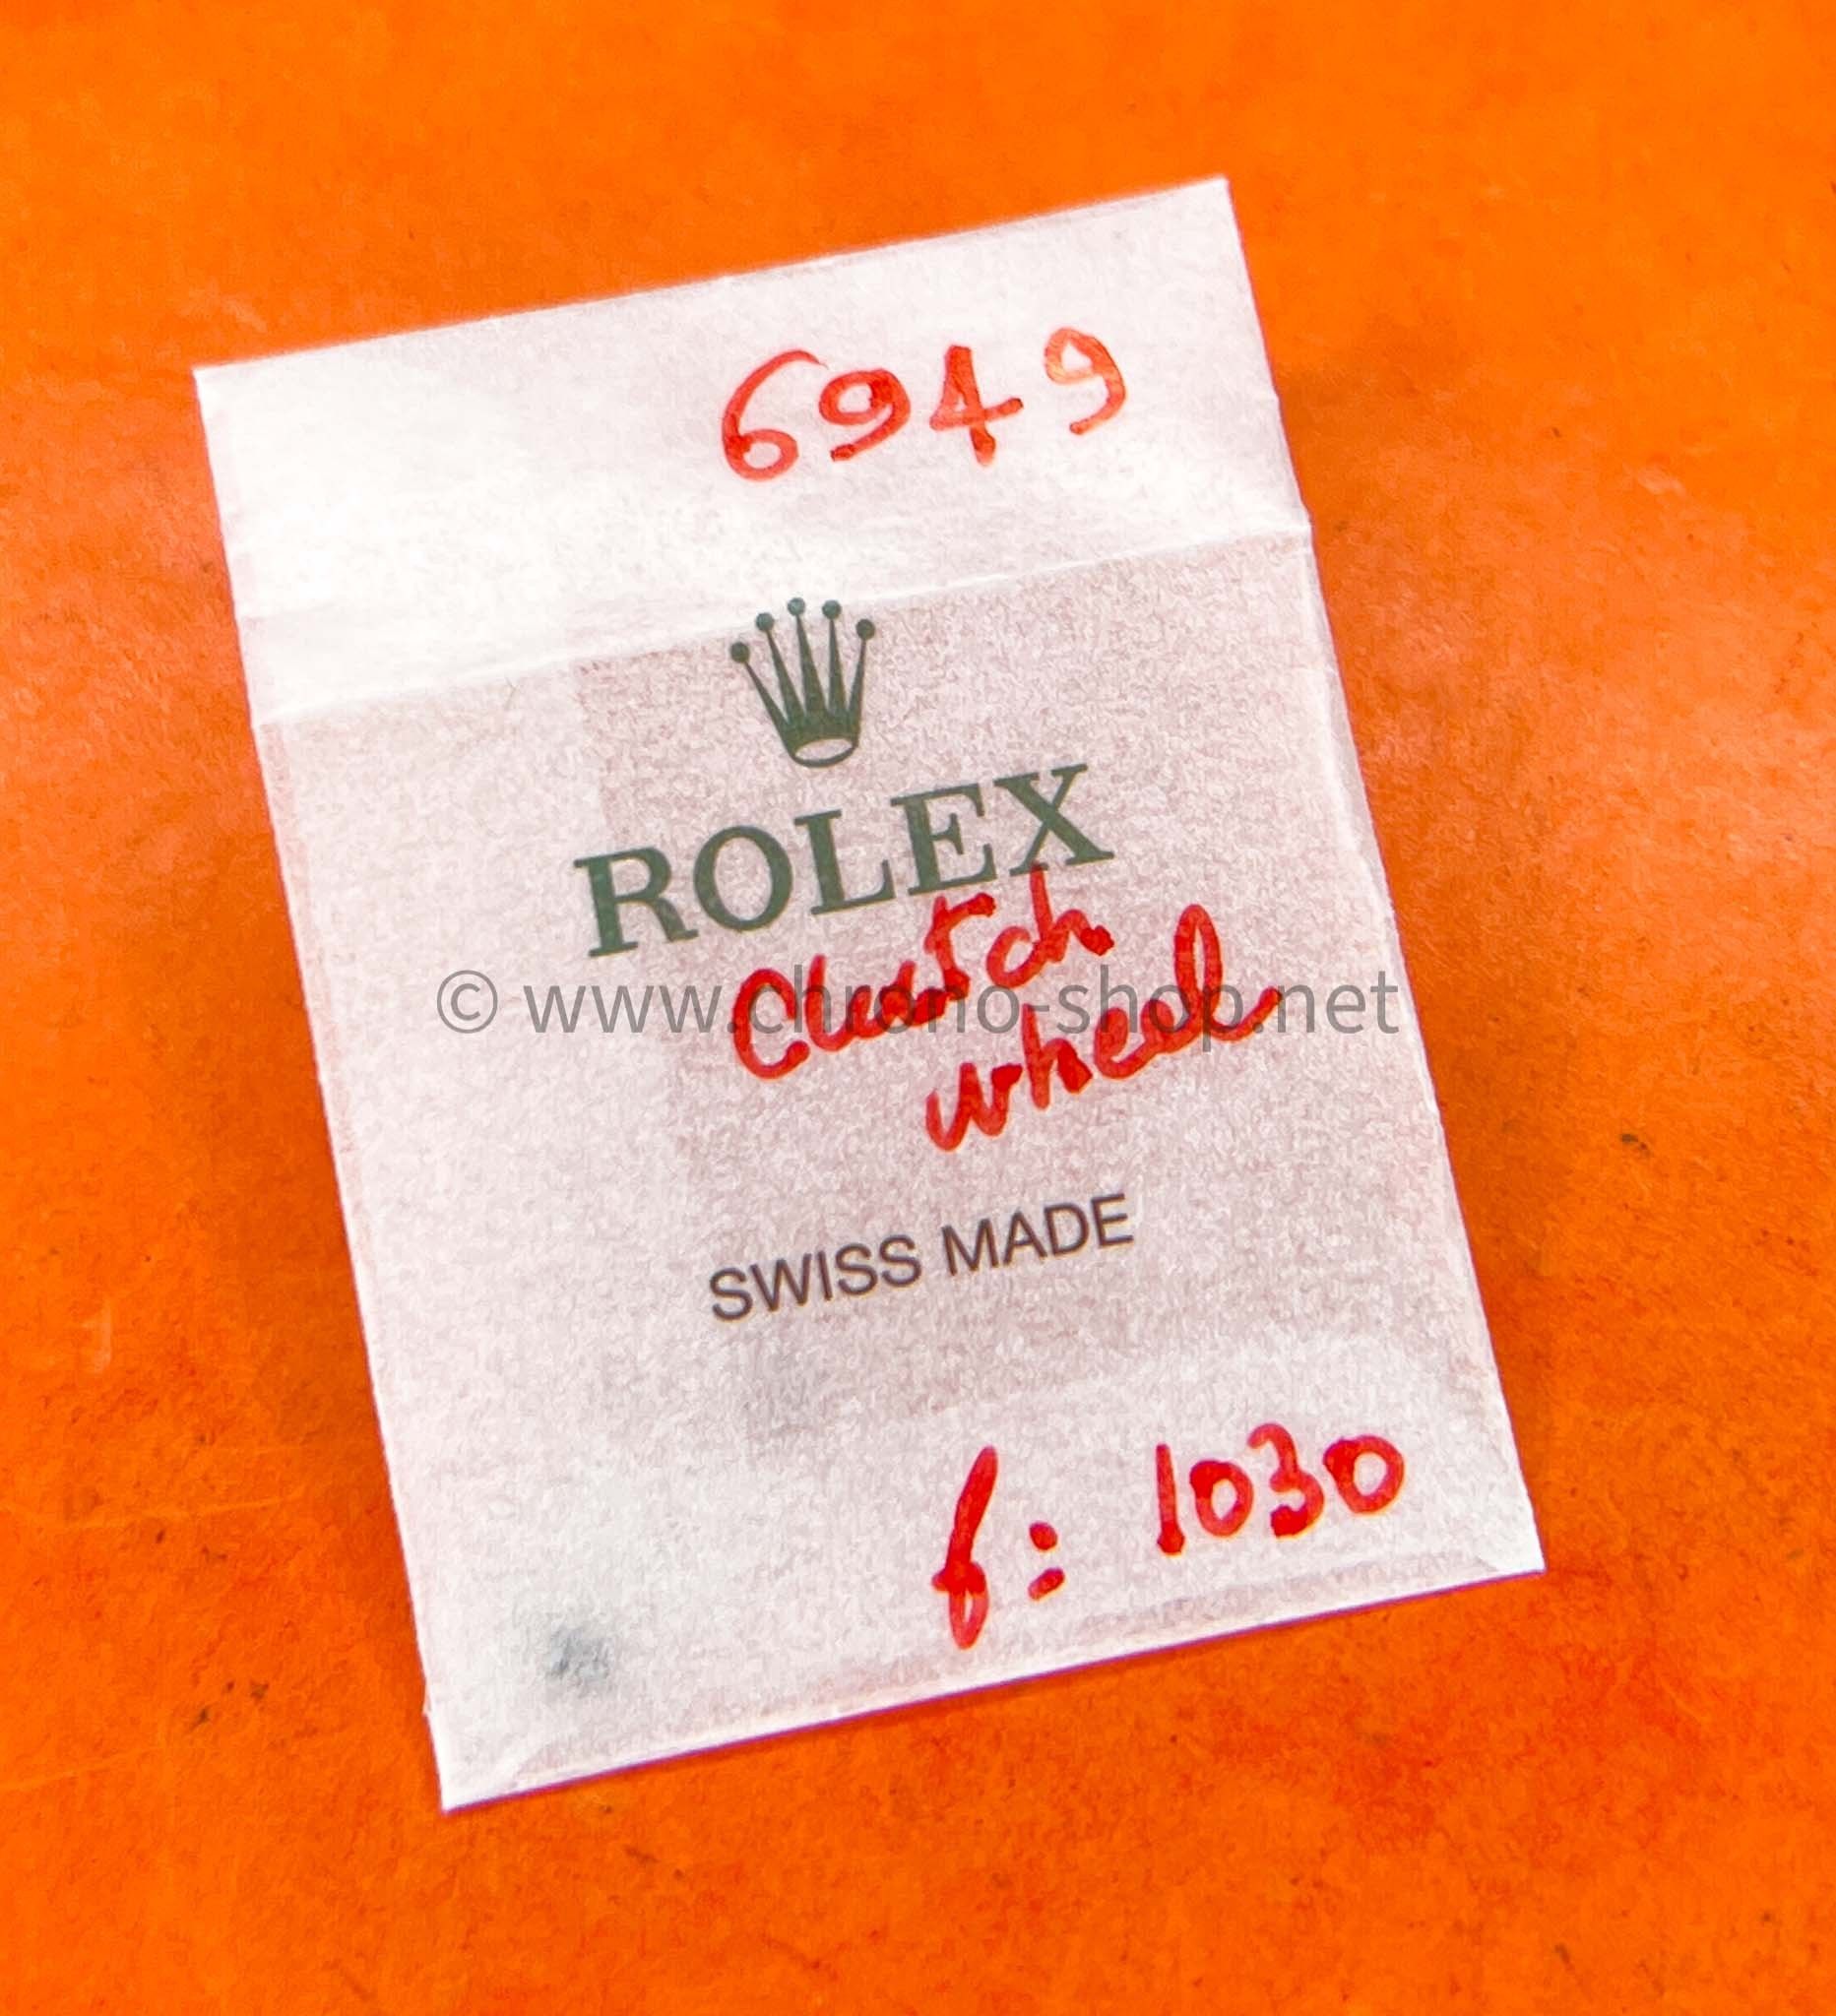 6949
ROLEX
Clutch
wheel
© www.chrono-shop.net
SWISS MADE
f: 1030